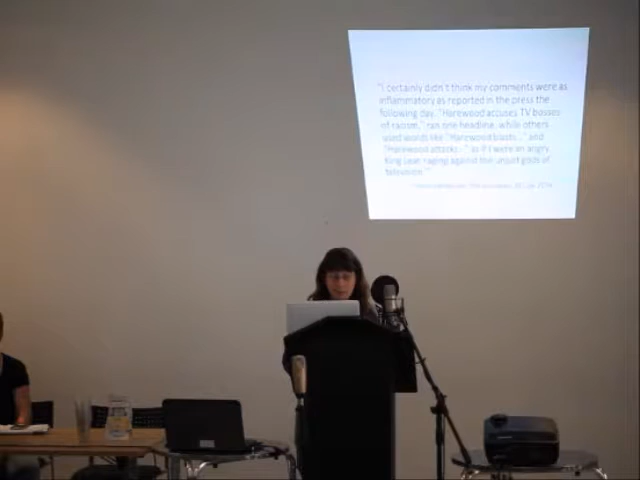 "I certainly didn't think my comments were as
inflammatory as reported in the press the
following day. "Harewood accuses TV bosses
of racism," ran one headline, while others
used words like "Harewood blasts..." and
"Harewood attacks..." as if I were an angry
King Lear raging against the unjust gods of
television"